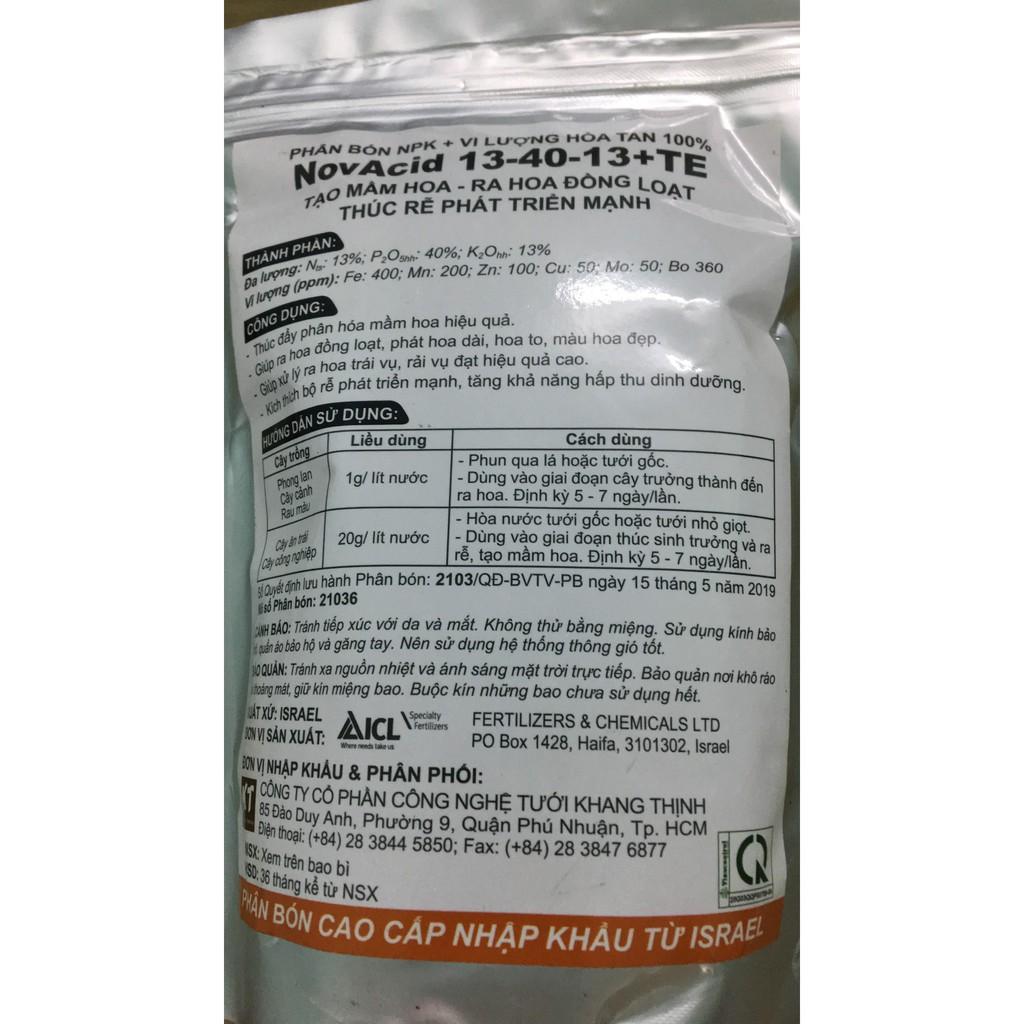 PHÂN BÓN NPK + VI LƯỢNG HÒA TAN 100%
NovAcid 13-40-13+TE
TẠO MẦM HOA - RA HOA ĐỒNG LOẠT
THÚC RỄ PHÁT TRIỂN MẠNH
THÀNH PHẦN:
Đa lượng: Nts: 13%; P2O5hh: 40%; K2Ohh: 13%
Vi lượng (ppm): Fe: 400; Mn: 200; Zn: 100; Cu: 50; Mo: 50; Bo 360
CÔNG DỤNG:
- Thúc đẩy phân hóa mầm hoa hiệu quả.
- Giúp ra hoa đồng loạt, phát hoa dài, hoa to, màu hoa đẹp.
- Giúp xử lý ra hoa trái vụ, rải vụ đạt hiệu quả cao.
- Kích thích bộ rễ phát triển mạnh, tăng khả năng hấp thu dinh dưỡng.
HƯỚNG DẪN SỬ DỤNG:
Cây trồng Liều dùng Cách dùng
Phong lan
Cây cảnh
Rau màu
1g/ lít nước
- Phun qua lá hoặc tưới gốc.
- Dùng vào giai đoạn cây trưởng thành đến
ra hoa. Định kỳ 5 - 7 ngày/lần.
Cây ăn trái
Cây công nghiệp
20g/ lít nước
- Hòa nước tưới gốc hoặc tưới nhỏ giọt.
- Dùng vào giai đoạn thúc sinh trưởng và ra
rễ, tạo mầm hoa. Định kỳ 5 - 7 ngày/lần.
Số Quyết định lưu hành Phân bón: 2103/QĐ-BVTV-PB ngày 15 tháng 5 năm 2019
Mã số Phân bón: 21036
CẢNH BÁO: Tránh tiếp xúc với da và mắt. Không thử bằng miệng. Sử dụng kính bảo
hộ, quần áo bảo hộ và găng tay. Nên sử dụng hệ thống thông gió tốt.
BẢO QUẢN: Tránh xa nguồn nhiệt và ánh sáng mặt trời trực tiếp. Bảo quản nơi khô ráo
thoáng mát, giữ kín miệng bao. Buộc kín những bao chưa sử dụng hết.
XUẤT XỨ: ISRAEL
ĐƠN VỊ SẢN XUẤT:
ICL Specialty
Fertilizers
Where needs take us
FERTILIZERS & CHEMICALS LTD
PO Box 1428, Haifa, 3101302, Israel
ĐƠN VỊ NHẬP KHẨU & PHÂN PHỐI:
KT
CÔNG TY CỔ PHẦN CÔNG NGHỆ TƯỚI KHANG THỊNH
85 Đào Duy Anh, Phường 9, Quận Phú Nhuận, Tp. HCM
Điện thoại: (+84) 28 3844 5850; Fax: (+84) 28 3847 6877
NSX: Xem trên bao bì
HSD: 36 tháng kể từ NSX
Vinacontrol
PHÂN BÓN CAO CẤP NHẬP KHẨU TỪ ISRAEL